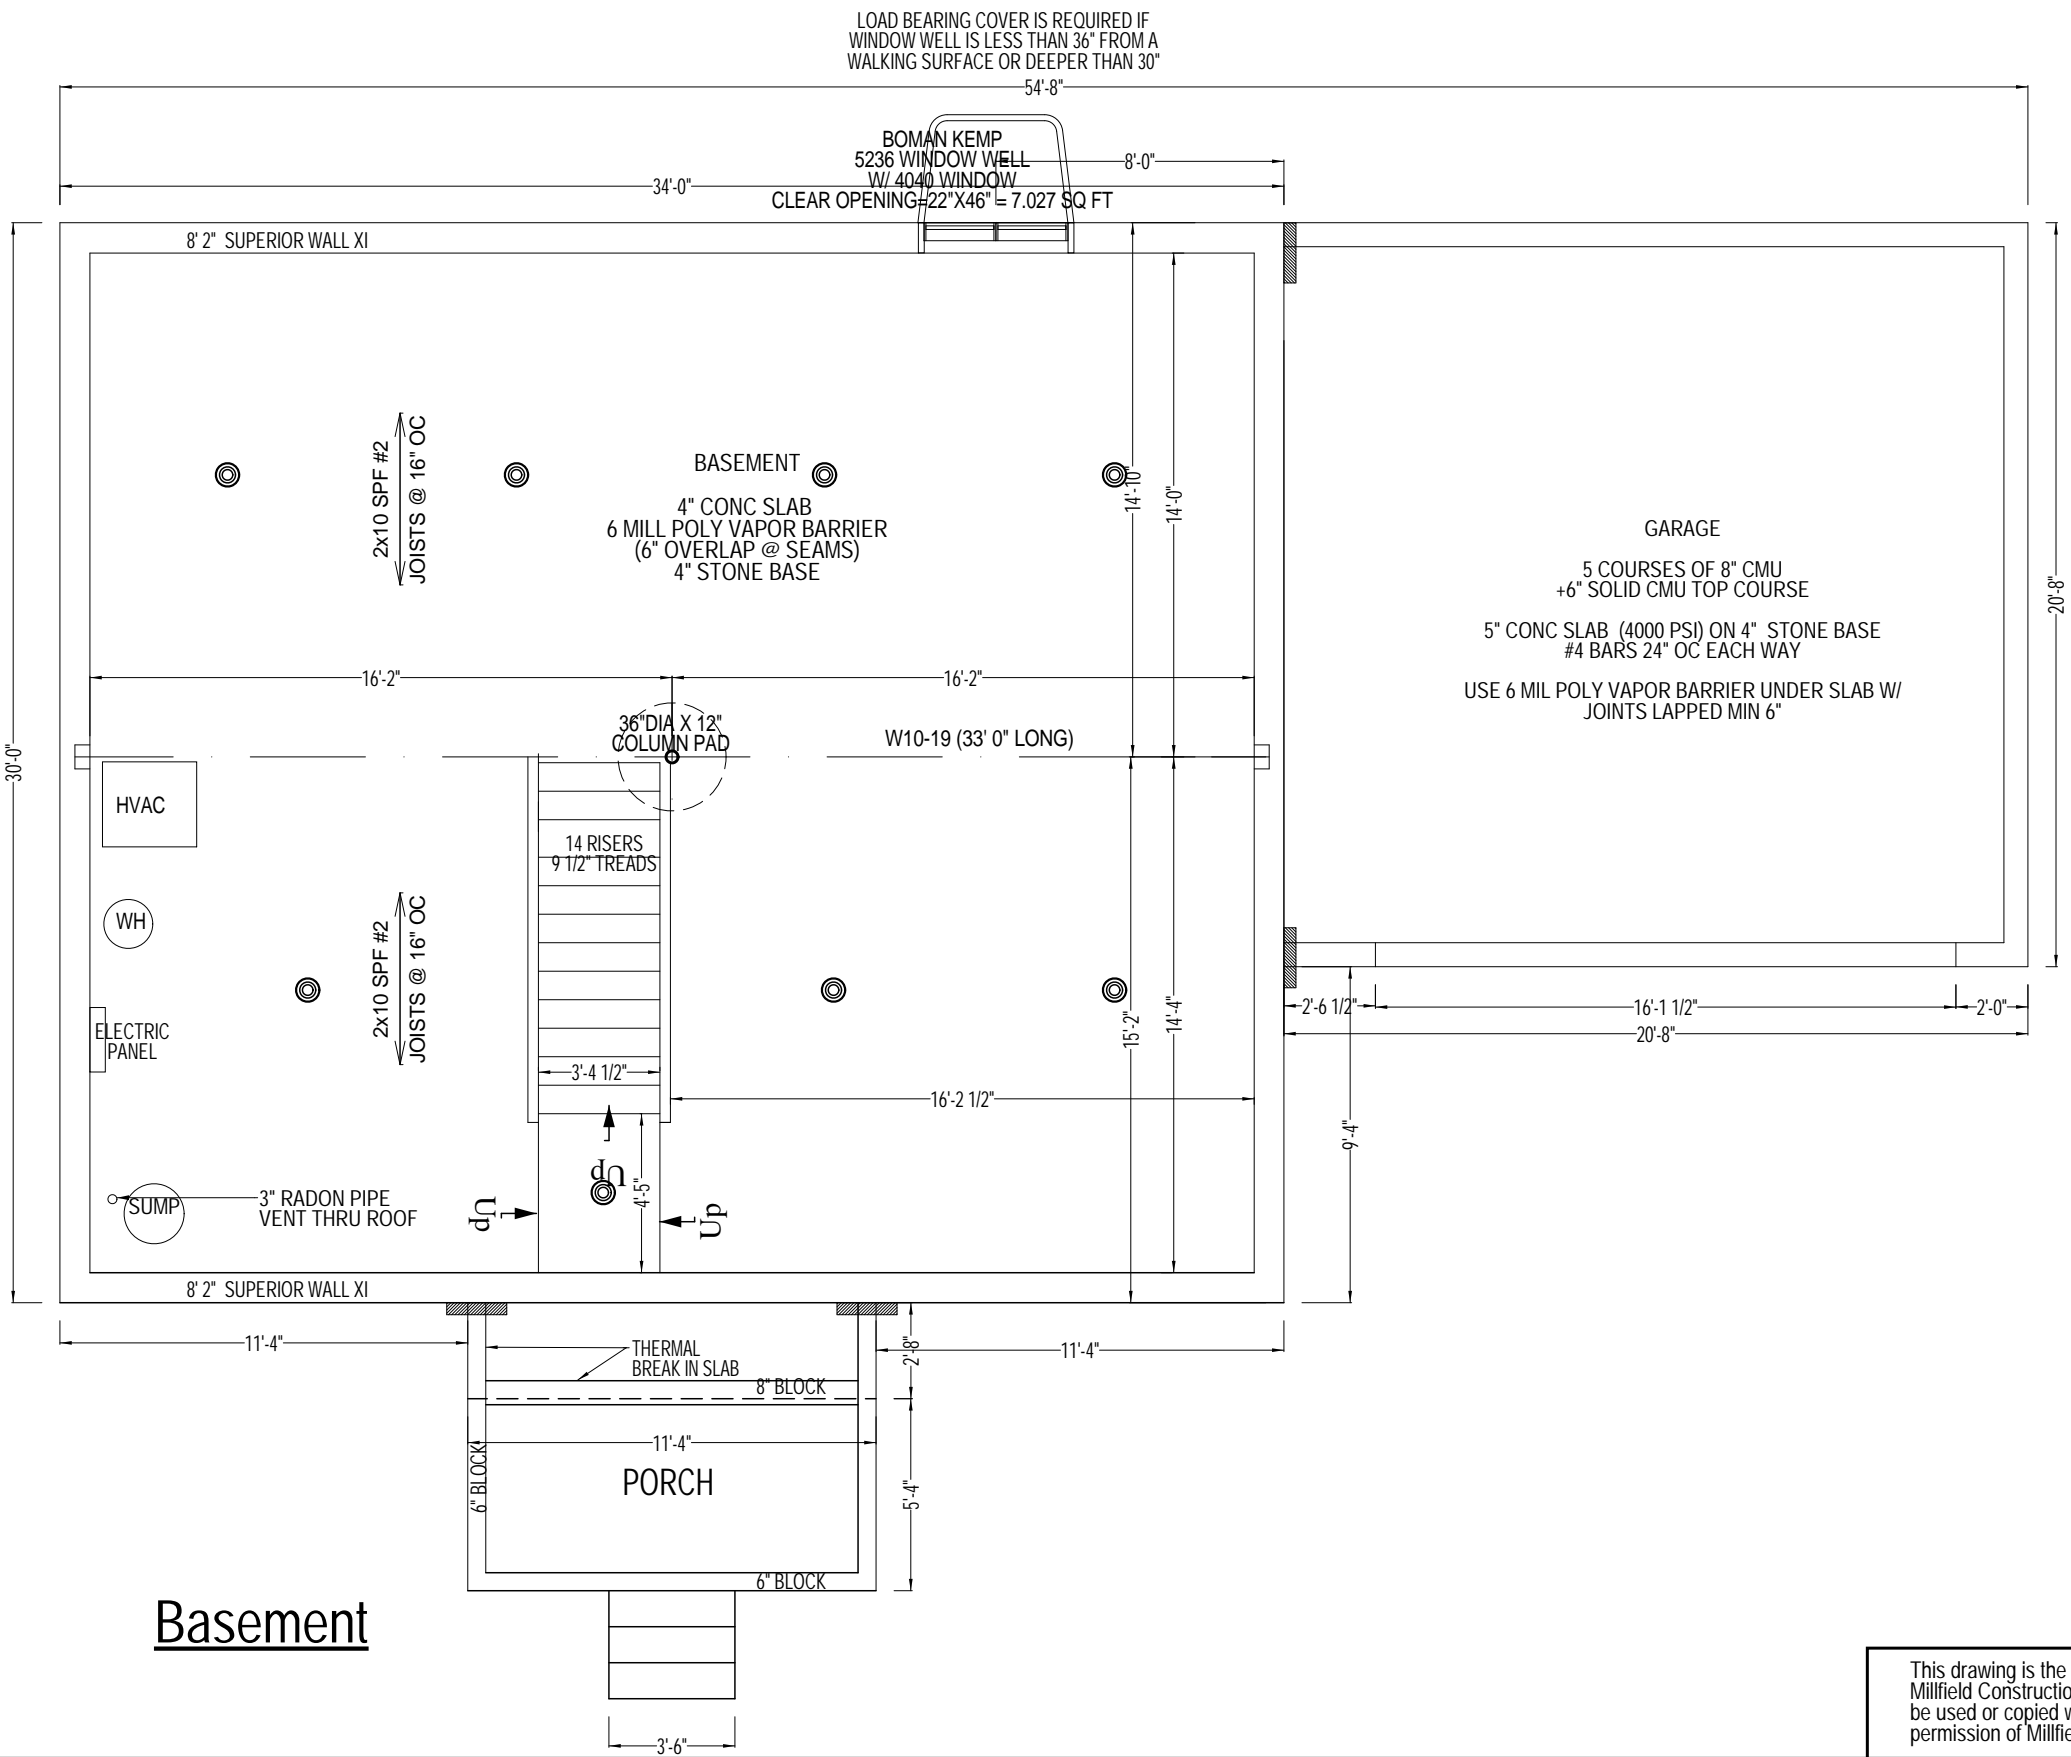 LOAD BEARING COVER IS REQUIRED IF
WINDOW WELL IS LESS THAN 36" FROM A
WALKING SURFACE OR DEEPER THAN 30"
54'-8"
BOMAN KEMP
5236 WINDOW WELL
W/ 4040 WINDOW
CLEAR OPENING=22"X46" = 7.027 SQ FT
8'-0"
34'-0"
8' 2" SUPERIOR WALL XI
30'-0"
2x10 SPF #2
JOISTS @ 16" OC
BASEMENT
4" CONC SLAB
6 MILL POLY VAPOR BARRIER
(6" OVERLAP @ SEAMS)
4" STONE BASE
14'-10"
14'-0"
GARAGE
5 COURSES OF 8" CMU
+6" SOLID CMU TOP COURSE
5" CONC SLAB (4000 PSI) ON 4" STONE BASE
#4 BARS 24" OC EACH WAY
USE 6 MIL POLY VAPOR BARRIER UNDER SLAB W/
JOINTS LAPPED MIN 6"
20'-8"
16'-2"
16'-2"
36"DIA X 12"
COLUMN PAD
W10-19 (33' 0" LONG)
HVAC
14 RISERS
9 1/2" TREADS
WH
2x10 SPF #2
JOISTS @ 16" OC
ELECTRIC
PANEL
3'-4 1/2"
16'-2 1/2"
15'-2"
14'-4"
2'-6 1/2"
16'-1 1/2"
2'-0"
20'-8"
9'-4"
Up
Up
Up
4'-5"
SUMP
3" RADON PIPE
VENT THRU ROOF
8' 2" SUPERIOR WALL XI
11'-4"
THERMAL
BREAK IN SLAB
8" BLOCK
2'-8"
11'-4"
11'-4"
PORCH
6" BLOCK
5'-4"
6" BLOCK
3'-6"
Basement
This drawing is the
Millfield Constructio
be used or copied w
permission of Millfie